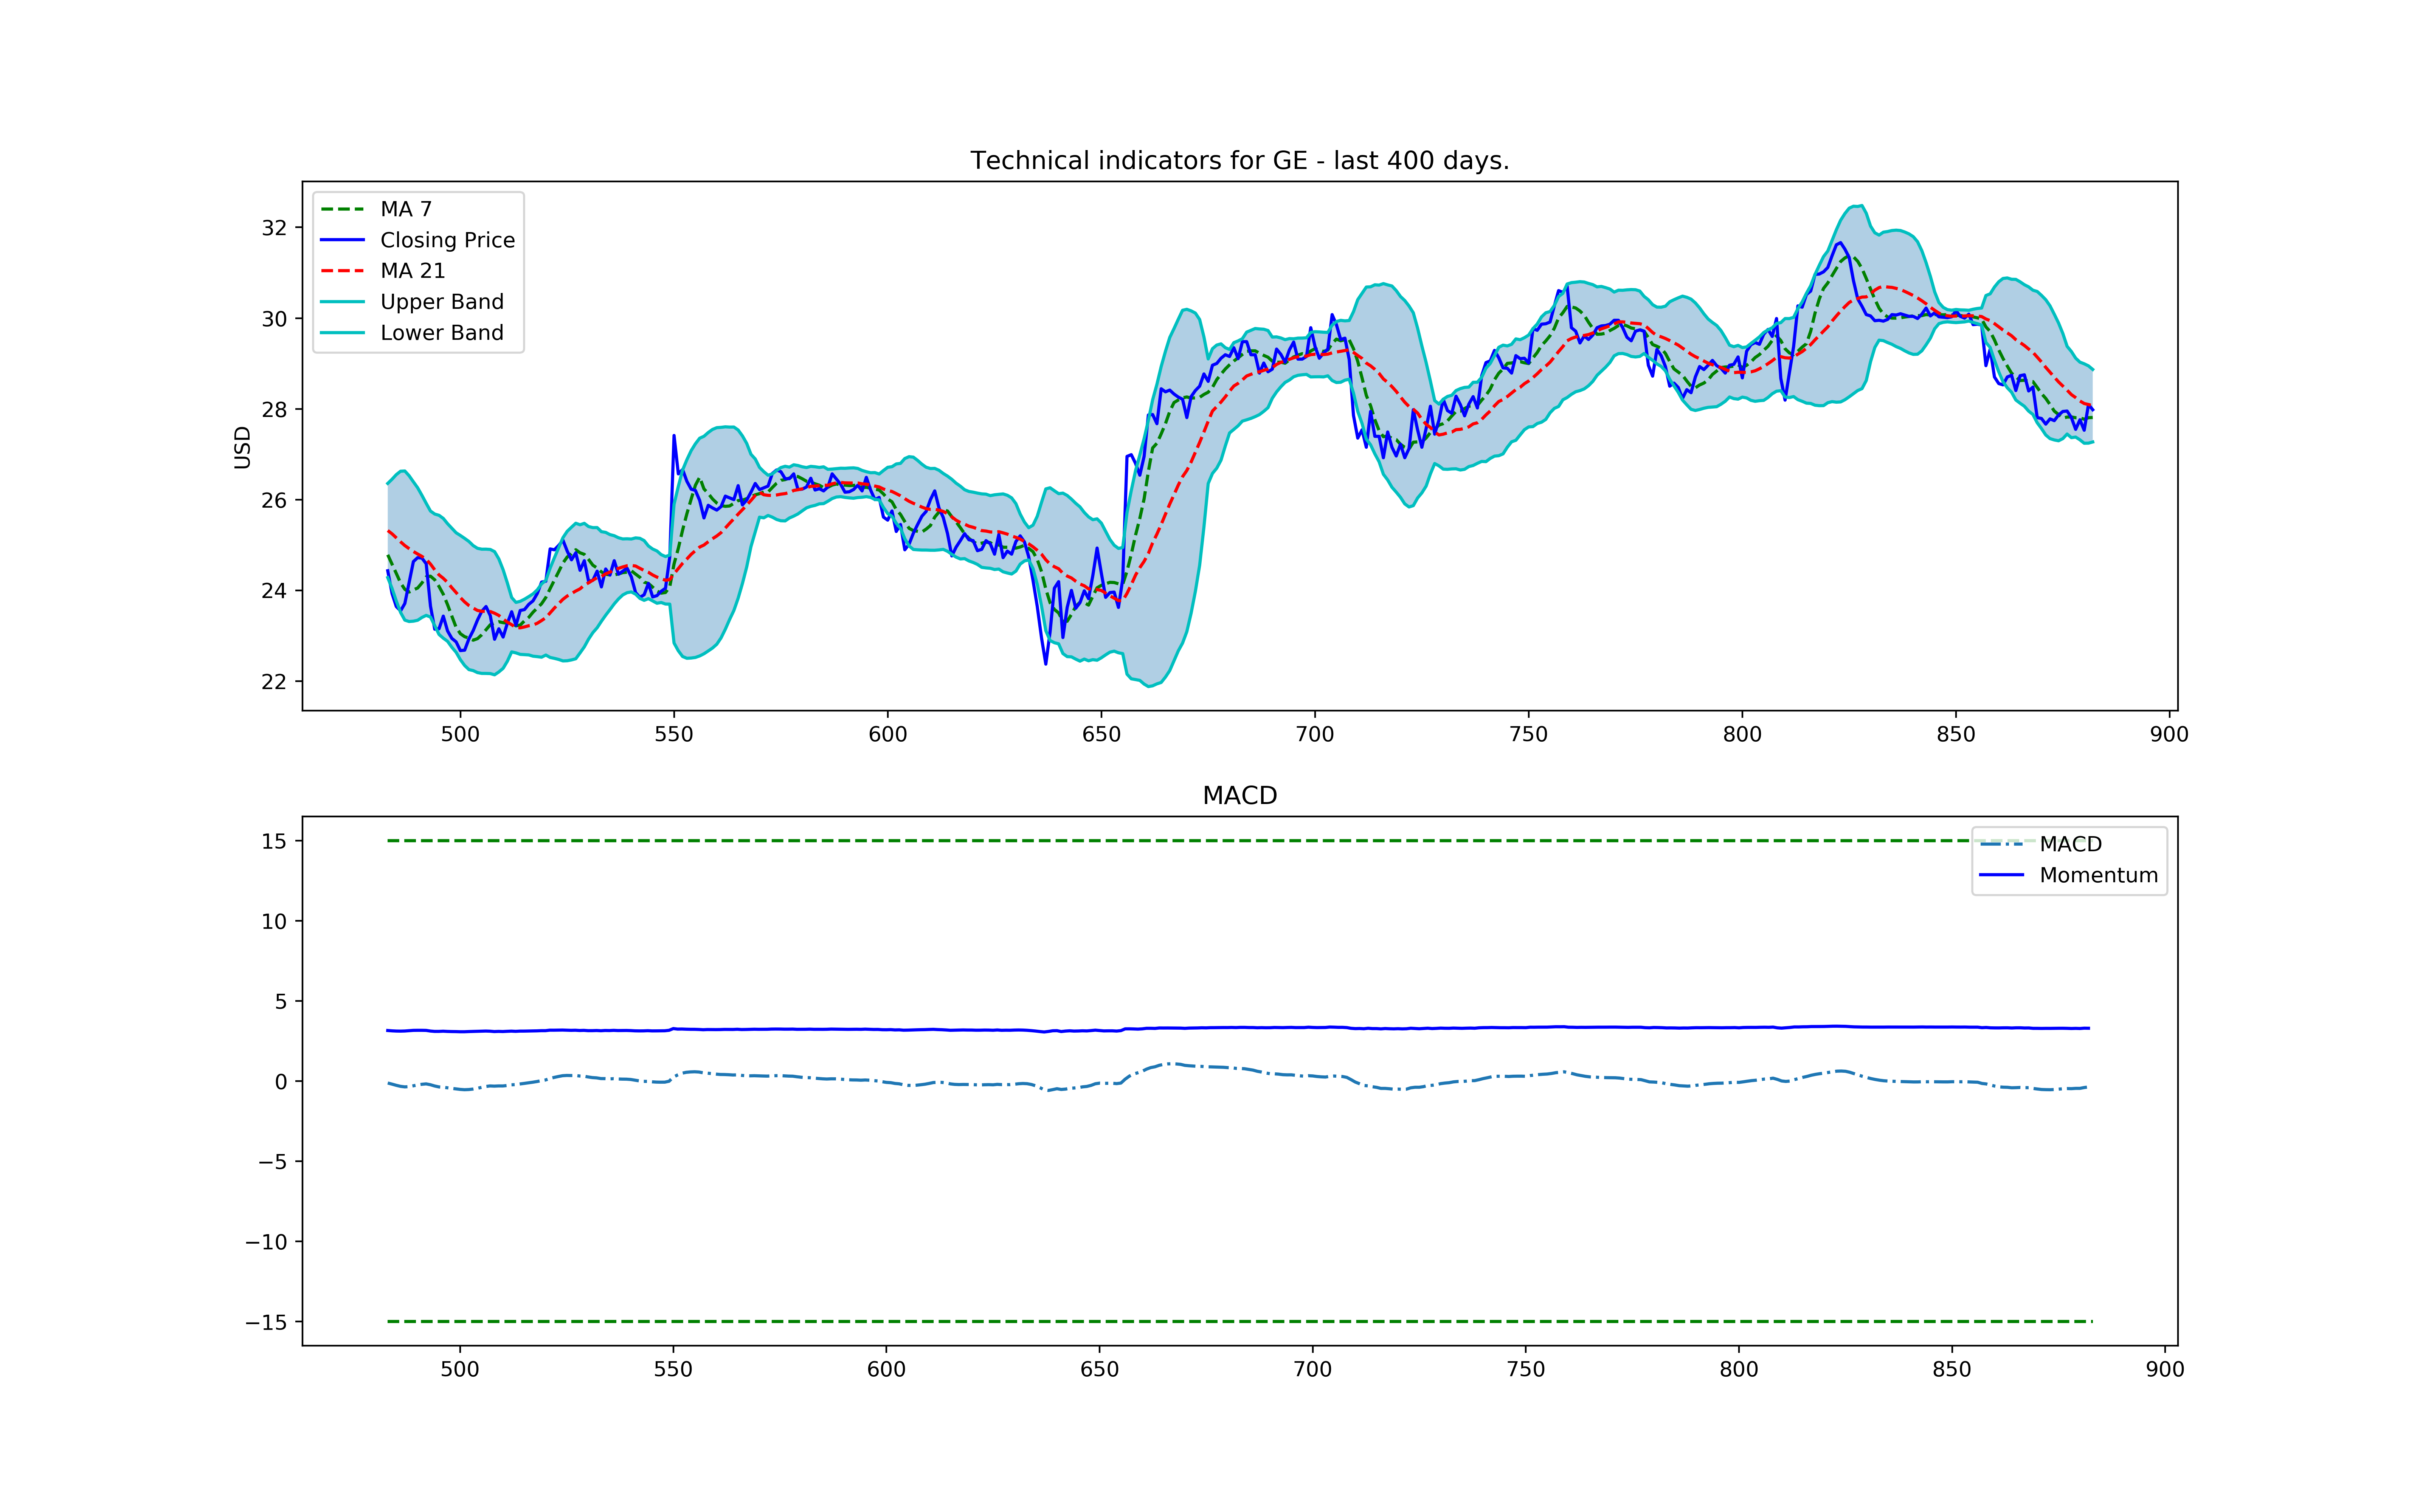 Technical indicators for GE - last 400 days.
MA 7
Closing Price
MA 21
Upper Band
Lower Band
USD
32
30
28
26
24
22
500 550 600 650 700 750 800 850 900
MACD
MACD
Momentum
15
10
5
0
−5
−10
−15
500 550 600 650 700 750 800 850 900